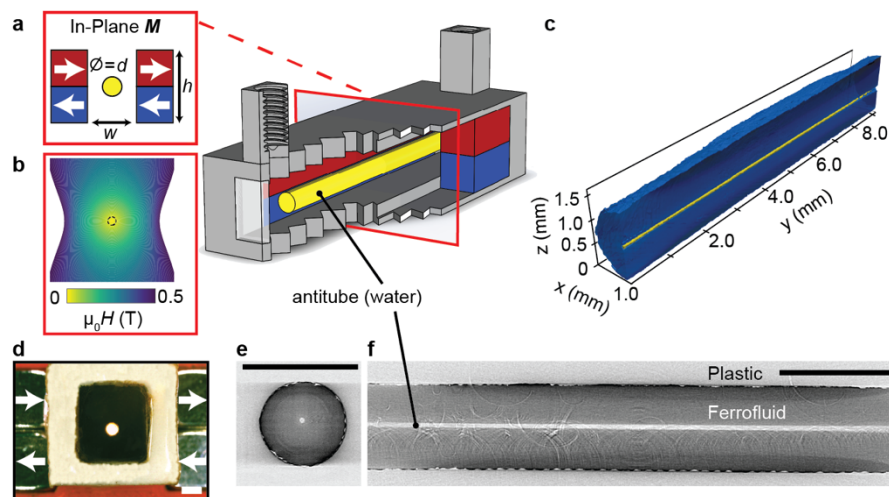 a
In-Plane M
Ø=d
h
w
b
0 0.5
μ₀H (T)
antitube (water)
c
1.5
1.0
0.5
0
z (mm)
x (mm)
1.0
2.0
4.0
6.0
8.0
y (mm)
d
e
f
Plastic
Ferrofluid